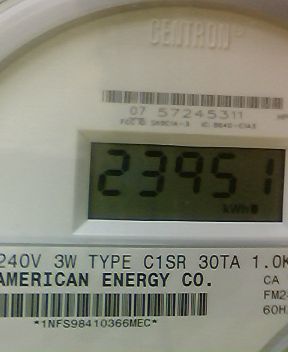 CENTRON®
07 57245311
23951
kWh
240V 3W TYPE C1SR 30TA 1.0K
AMERICAN ENERGY CO.
CA
FM2
60H
*1NFS98410366MEC*